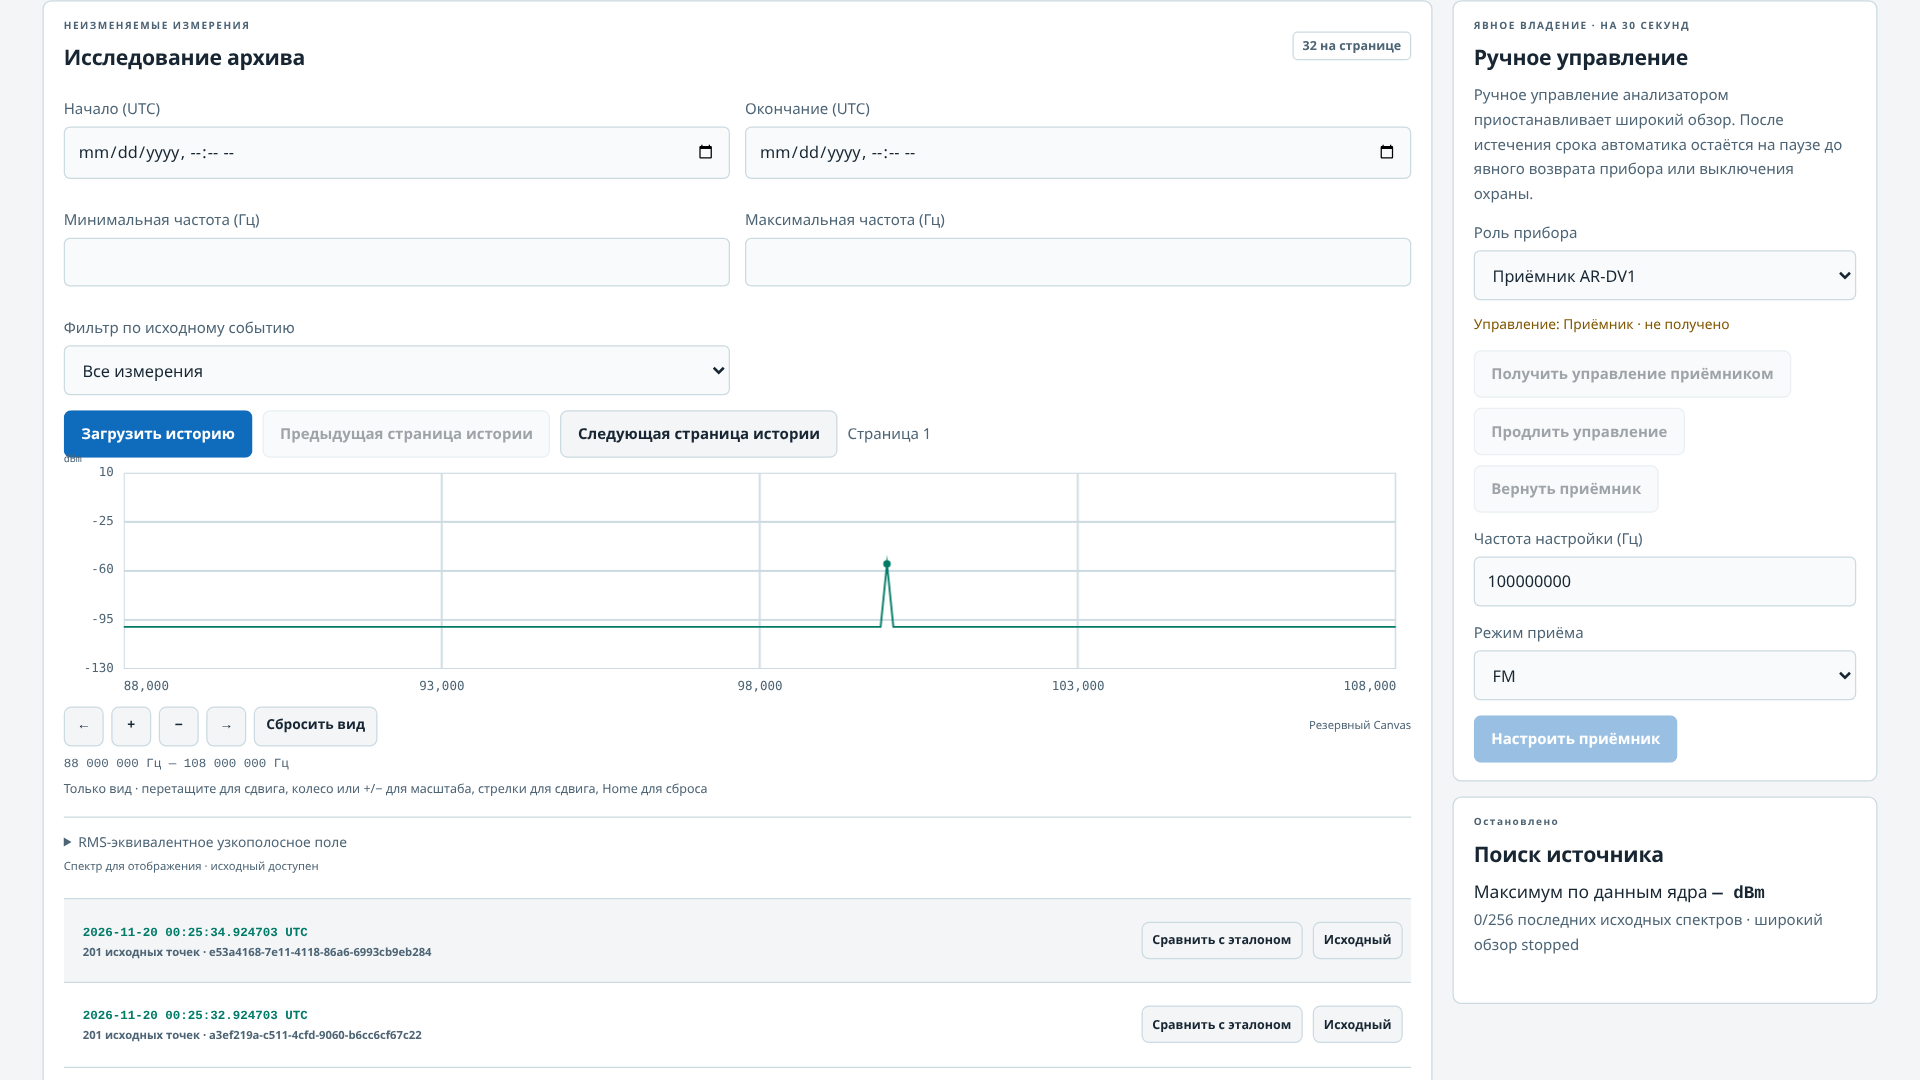 НЕИЗМЕНЯЕМЫЕ ИЗМЕРЕНИЯ
Исследование архива
32 на странице
Начало (UTC)
Окончание (UTC)
mm/dd/yyyy, --:-- --
mm/dd/yyyy, --:-- --
Минимальная частота (Гц)
Максимальная частота (Гц)
Фильтр по исходному событию
Все измерения
Загрузить историю
Предыдущая страница истории
Следующая страница истории
Страница 1
dBm
10
-25
-60
-95
-130
88,000
93,000
98,000
103,000
108,000
←
+
−
→
Сбросить вид
Резервный Canvas
88 000 000 Гц — 108 000 000 Гц
Только вид · перетащите для сдвига, колесо или +/− для масштаба, стрелки для сдвига, Home для сброса
RMS-эквивалентное узкополосное поле
Спектр для отображения · исходный доступен
2026-11-20 00:25:34.924703 UTC
201 исходных точек · e53a4168-7e11-4118-86a6-6993cb9eb284
Сравнить с эталоном
Исходный
2026-11-20 00:25:32.924703 UTC
201 исходных точек · a3ef219a-c511-4cfd-9060-b6cc6cf67c22
Сравнить с эталоном
Исходный
ЯВНОЕ ВЛАДЕНИЕ · НА 30 СЕКУНД
Ручное управление
Ручное управление анализатором
приостанавливает широкий обзор. После
истечения срока автоматика остаётся на паузе до
явного возврата прибора или выключения
охраны.
Роль прибора
Приёмник AR-DV1
Управление: Приёмник · не получено
Получить управление приёмником
Продлить управление
Вернуть приёмник
Частота настройки (Гц)
100000000
Режим приёма
FM
Настроить приёмник
Остановлено
Поиск источника
Максимум по данным ядра — dBm
0/256 последних исходных спектров · широкий
обзор stopped